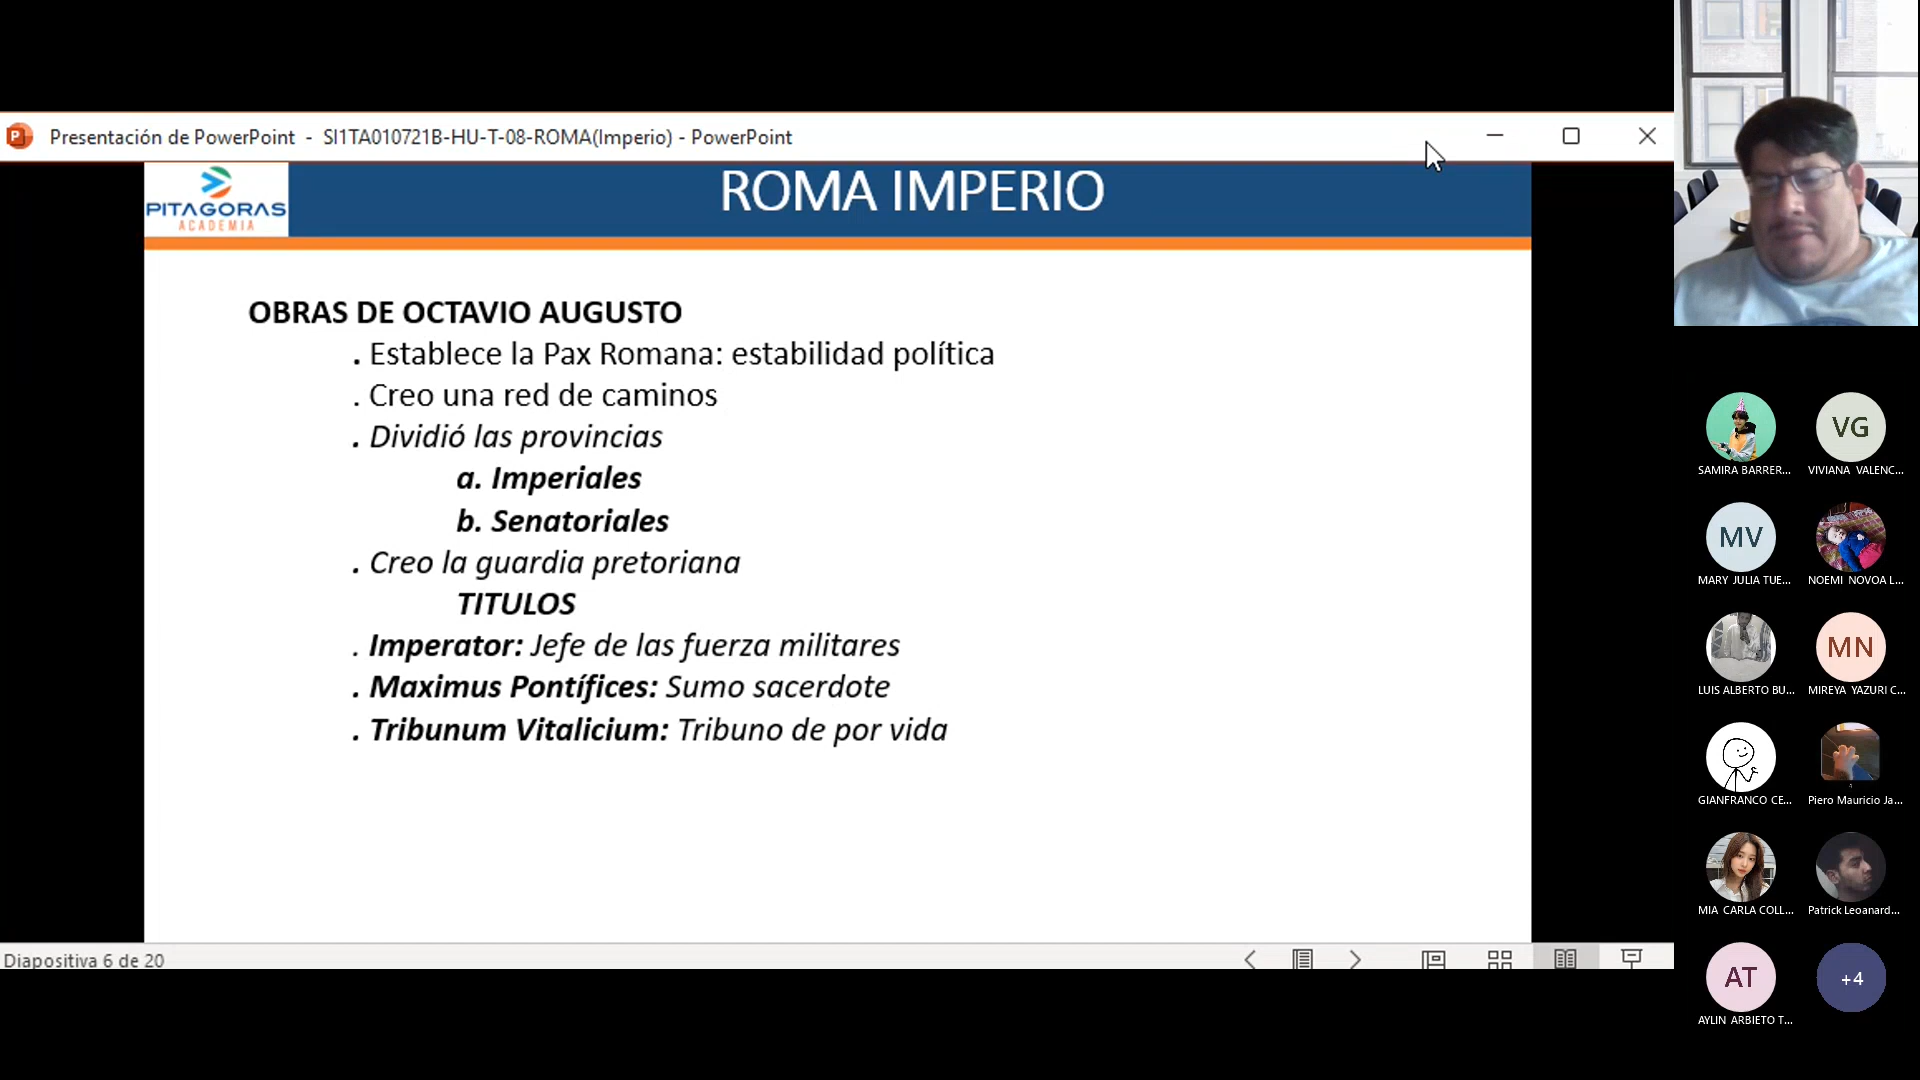 Presentación de PowerPoint - SI1TA010721B-HU-T-08-ROMA(Imperio) - PowerPoint
PITAGORAS
ACADEMIA
ROMA IMPERIO
OBRAS DE OCTAVIO AUGUSTO
. Establece la Pax Romana: estabilidad política
. Creo una red de caminos
. Dividió las provincias
a. Imperiales
b. Senatoriales
. Creo la guardia pretoriana
TITULOS
. Imperator: Jefe de las fuerza militares
. Maximus Pontífices: Sumo sacerdote
. Tribunum Vitalicium: Tribuno de por vida
Diapositiva 6 de 20
SAMIRA BARRER...
VG
VIVIANA VALENC...
MV
MARY JULIA TUE...
NOEMI NOVOA L...
LUIS ALBERTO BU...
MN
MIREYA YAZURI C...
GIANFRANCO CE...
Piero Mauricio Ja...
MIA CARLA COLL...
Patrick Leoanard...
AT
AYLIN ARBIETO T...
+4